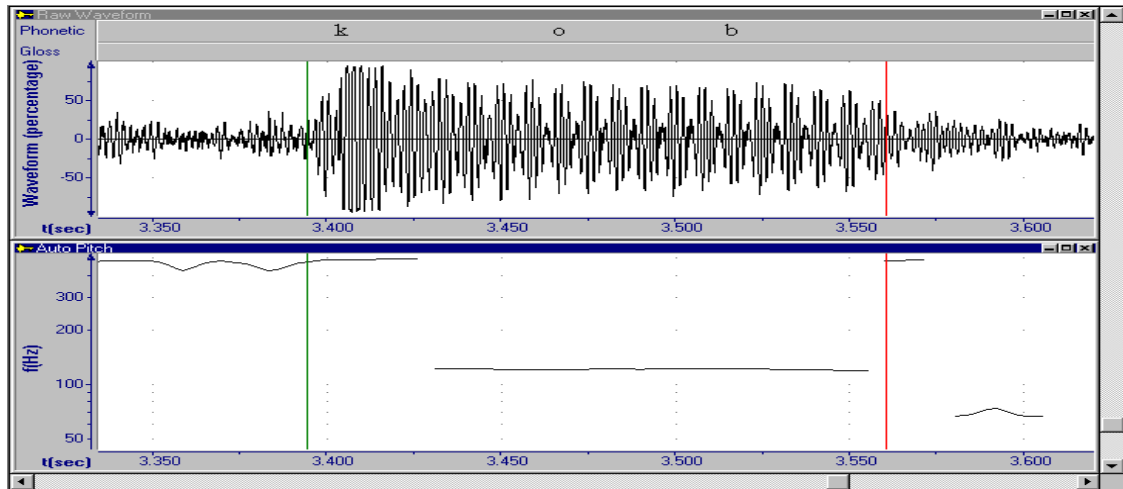 Raw Waveform
Phonetic k o b
Gloss
Waveform (percentage)
50
0
-50
t(sec) 3.350 3.400 3.450 3.500 3.550 3.600
Auto Pitch
f(Hz)
300
200
100
50
t(sec) 3.350 3.400 3.450 3.500 3.550 3.600